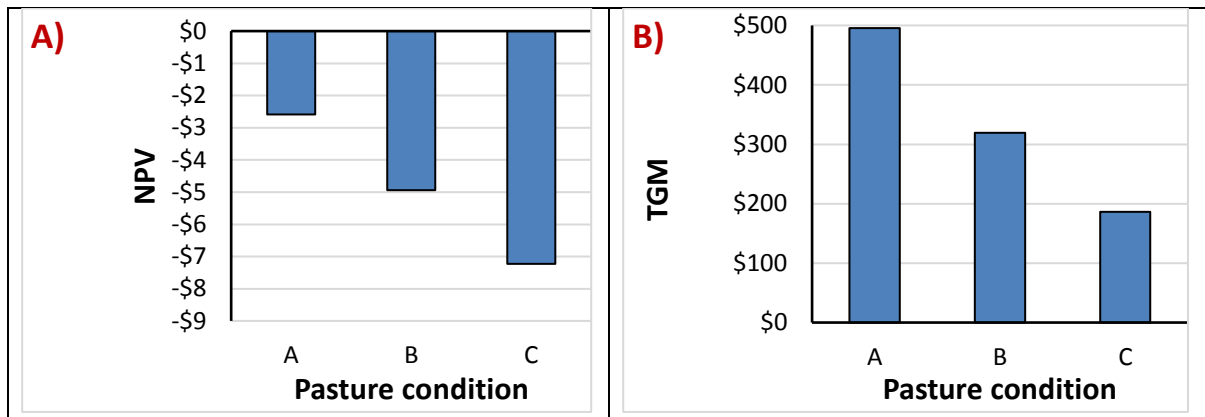 A)
$0
-$1
-$2
-$3
-$4
-$5
-$6
-$7
-$8
-$9
NPV
A B C
Pasture condition
B)
$500
$400
$300
$200
$100
$0
TGM
A B C
Pasture condition